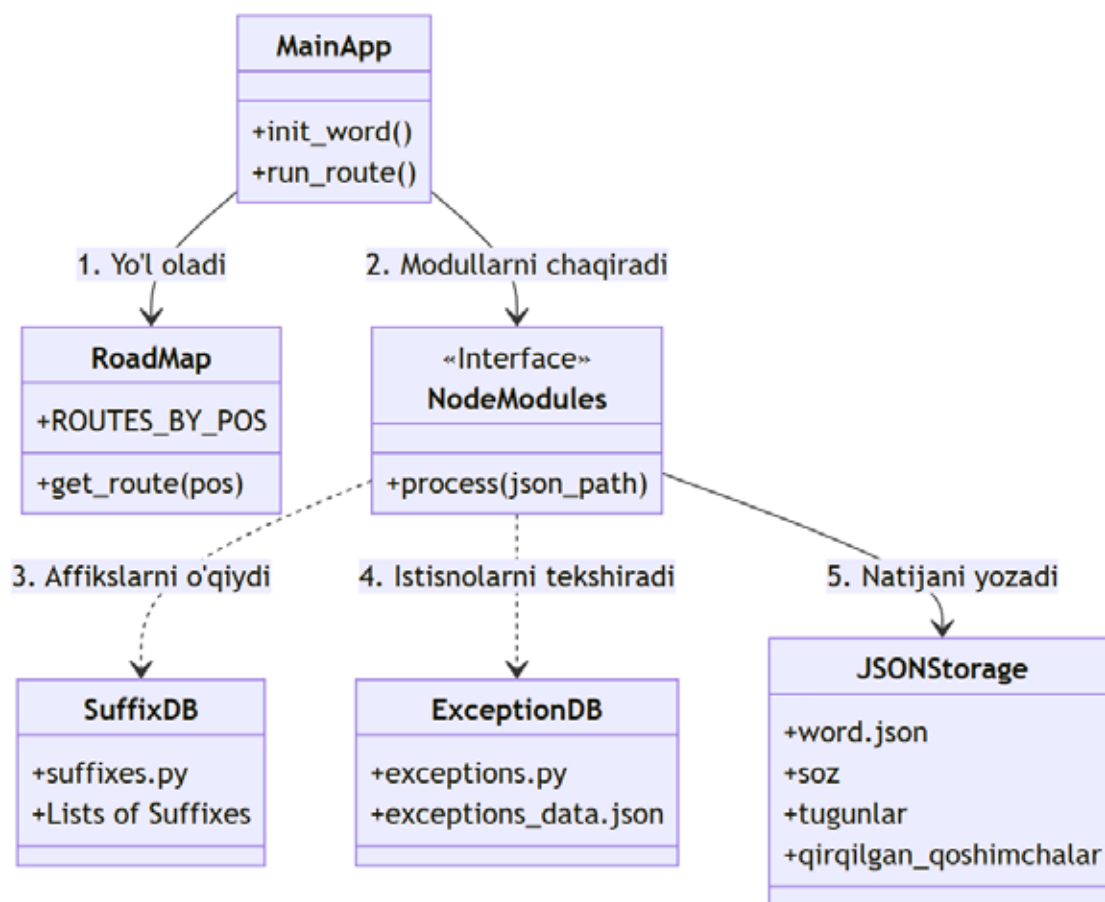 MainApp
+init_word()
+run_route()
1. Yo'l oladi
2. Modullarni chaqiradi
RoadMap
+ROUTES_BY_POS
+get_route(pos)
«Interface»
NodeModules
+process(json_path)
3. Affikslarni o'qiydi
4. Istisnolarni tekshiradi
5. Natijani yozadi
SuffixDB
+suffixes.py
+Lists of Suffixes
ExceptionDB
+exceptions.py
+exceptions_data.json
JSONStorage
+word.json
+soz
+tugunlar
+qirqilgan_qoshimchalar